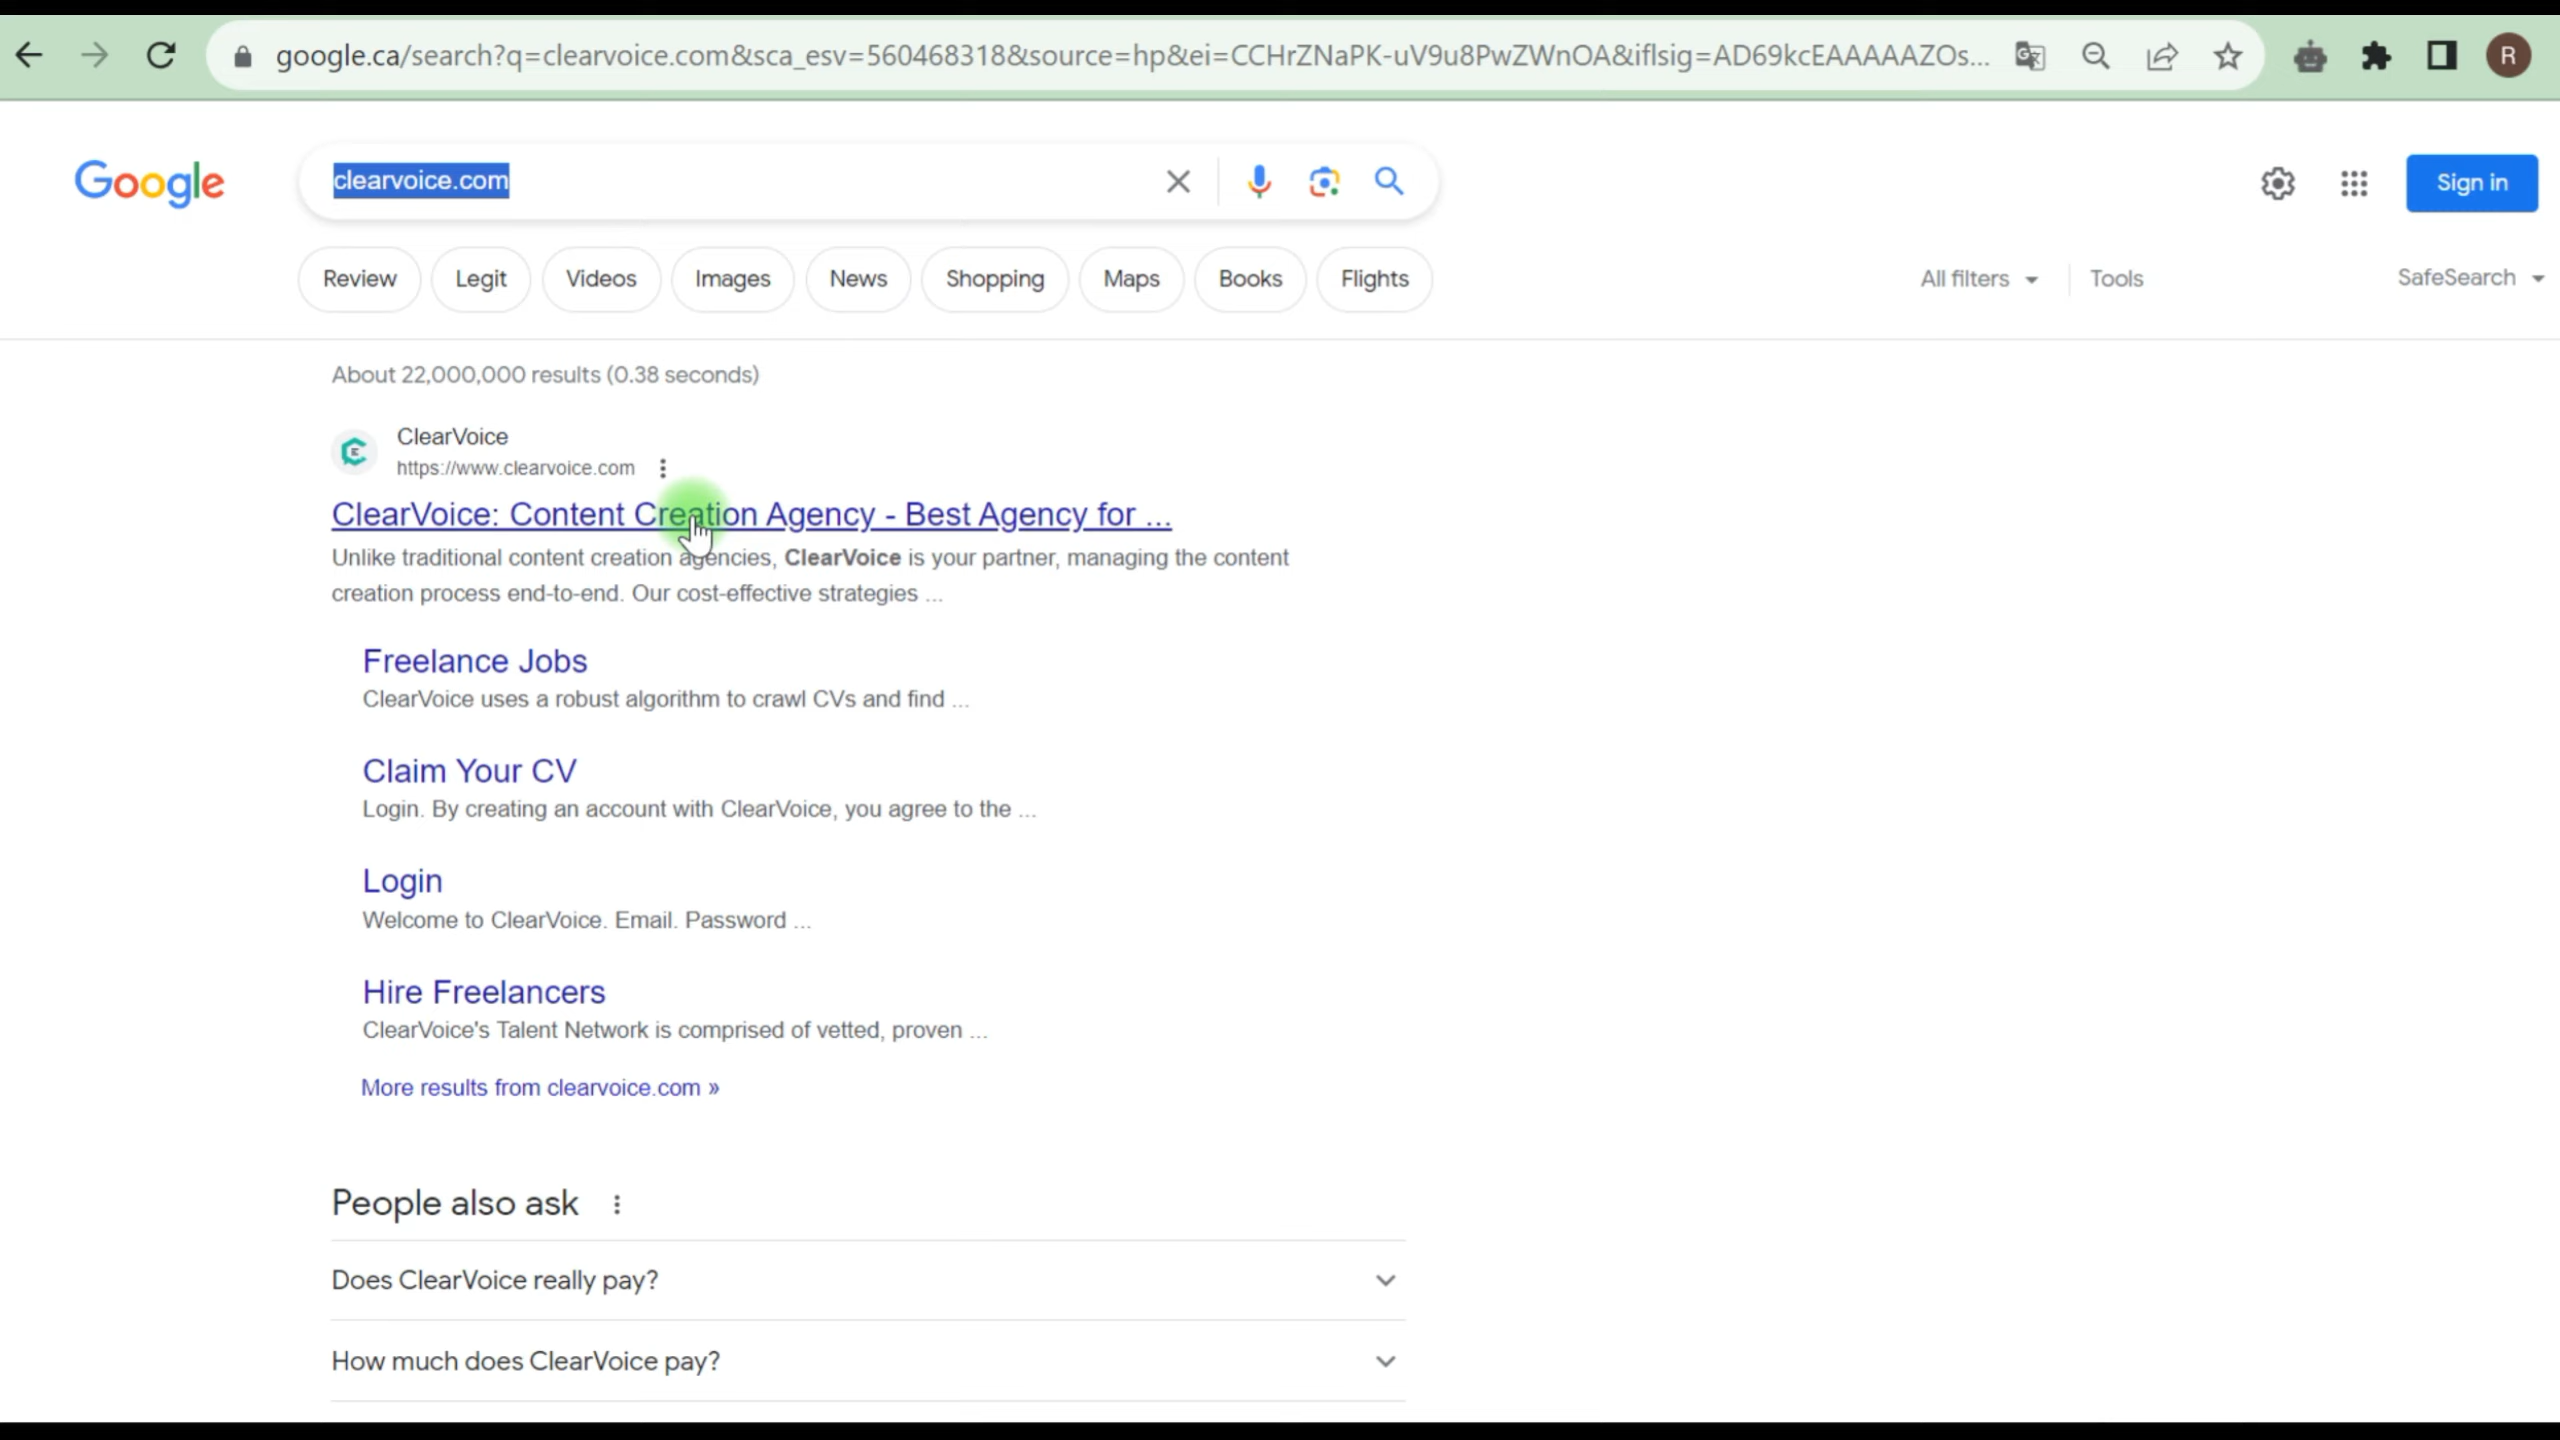 google.ca/search?q=clearvoice.com&sca_esv=560468318&source=hp&ei=CCHrZNaPK-uV9u8PwZWnOA&iflsig=AD69kcEAAAAAZOs...
R
Google
clearvoice.com
Sign in
Review
Legit
Videos
Images
News
Shopping
Maps
Books
Flights
All filters
Tools
SafeSearch
About 22,000,000 results (0.38 seconds)
ClearVoice
https://www.clearvoice.com
ClearVoice: Content Creation Agency - Best Agency for ...
Unlike traditional content creation agencies, ClearVoice is your partner, managing the content
creation process end-to-end. Our cost-effective strategies ...
Freelance Jobs
ClearVoice uses a robust algorithm to crawl CVs and find ...
Claim Your CV
Login. By creating an account with ClearVoice, you agree to the ...
Login
Welcome to ClearVoice. Email. Password ...
Hire Freelancers
ClearVoice's Talent Network is comprised of vetted, proven ...
More results from clearvoice.com »
People also ask
Does ClearVoice really pay?
How much does ClearVoice pay?